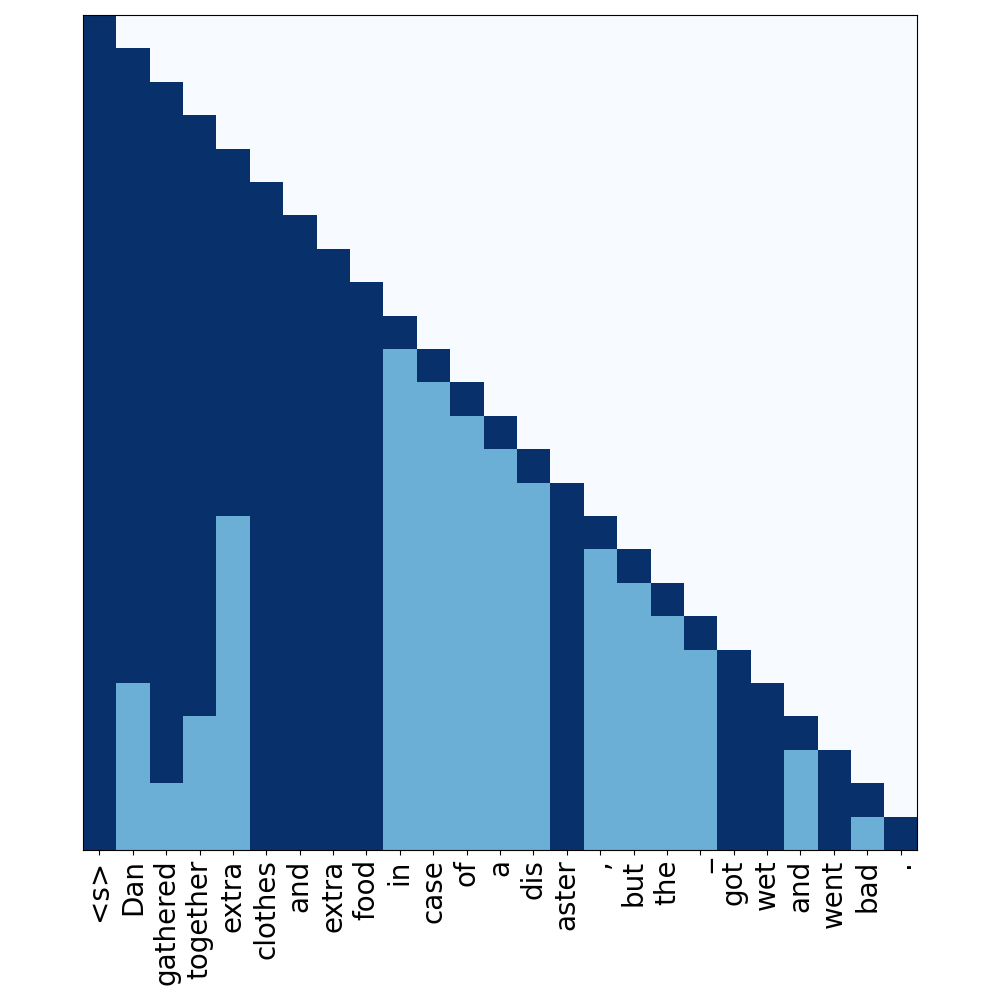 <s> Dan gathered together extra clothes and extra food in case of a dis aster , but the _ got wet and went bad .